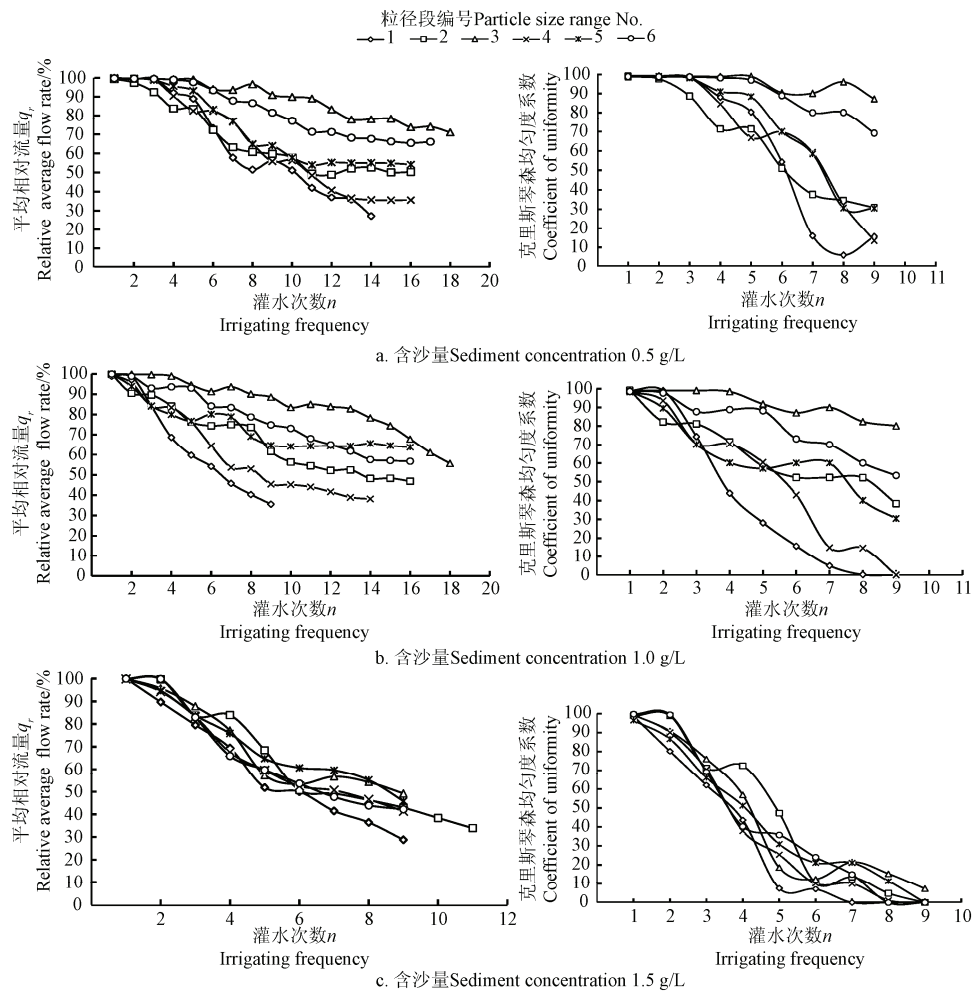 粒径段编号Particle size range No.
1 2 3 4 5 6
平均相对流量qr
Relative average flow rate/%
100
90
80
70
60
50
40
30
20
10
0
2 4 6 8 10 12 14 16 18 20
灌水次数n
Irrigating frequency
克里斯琴森均匀度系数
Coefficient of uniformity
100
90
80
70
60
50
40
30
20
10
0
1 2 3 4 5 6 7 8 9 10 11
灌水次数n
Irrigating frequency
a. 含沙量Sediment concentration 0.5 g/L
平均相对流量qr
Relative average flow rate/%
100
90
80
70
60
50
40
30
20
10
0
2 4 6 8 10 12 14 16 18 20
灌水次数n
Irrigating frequency
克里斯琴森均匀度系数
Coefficient of uniformity
100
90
80
70
60
50
40
30
20
10
0
1 2 3 4 5 6 7 8 9 10 11
灌水次数n
Irrigating frequency
b. 含沙量Sediment concentration 1.0 g/L
平均相对流量qr
Relative average flow rate/%
100
90
80
70
60
50
40
30
20
10
0
2 4 6 8 10 12
灌水次数n
Irrigating frequency
克里斯琴森均匀度系数
Coefficient of uniformity
100
90
80
70
60
50
40
30
20
10
0
1 2 3 4 5 6 7 8 9 10
灌水次数n
Irrigating frequency
c. 含沙量Sediment concentration 1.5 g/L